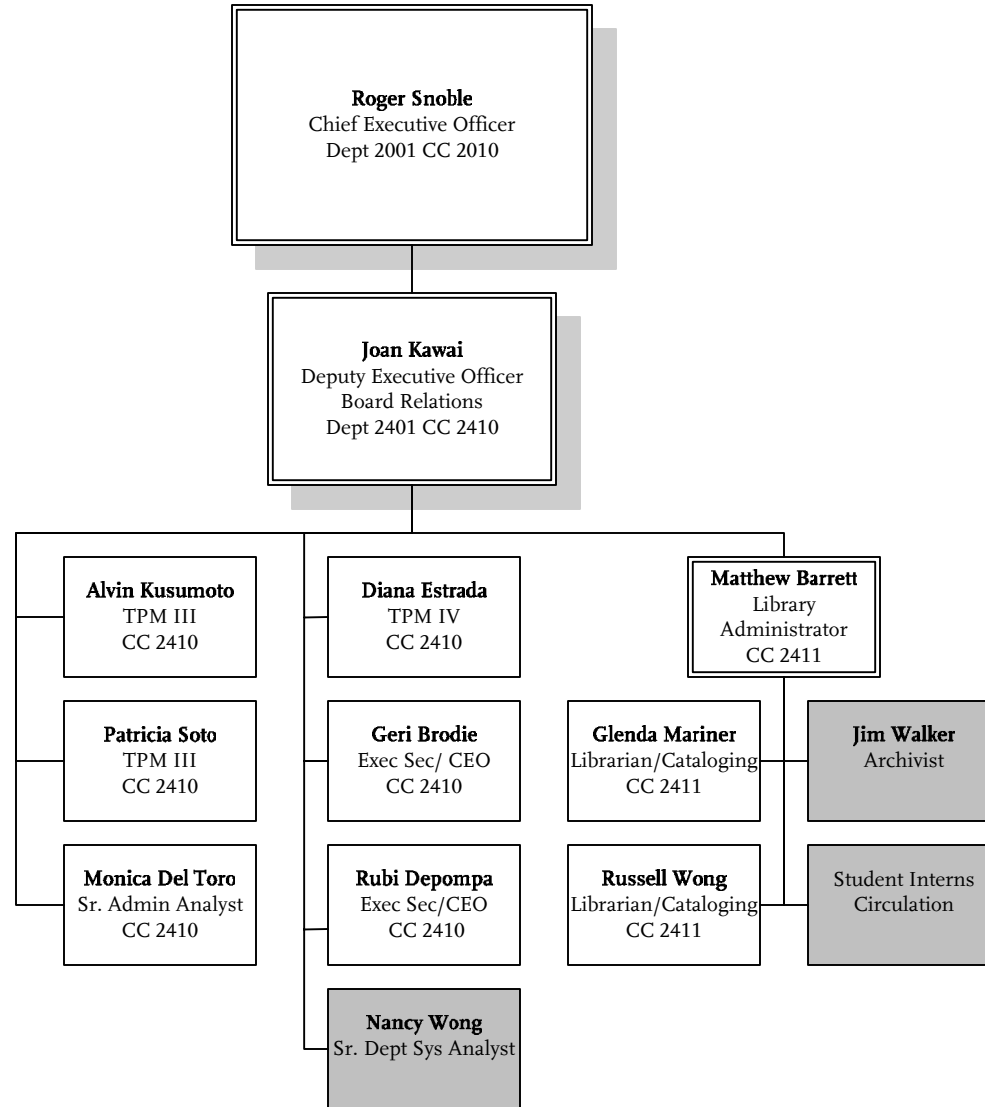 Roger Snoble
Chief Executive Officer
Dept 2001 CC 2010
Joan Kawai
Deputy Executive Officer
Board Relations
Dept 2401 CC 2410
Alvin Kusumoto
TPM III
CC 2410
Patricia Soto
TPM III
CC 2410
Monica Del Toro
Sr. Admin Analyst
CC 2410
Diana Estrada
TPM IV
CC 2410
Geri Brodie
Exec Sec/ CEO
CC 2410
Rubi Depompa
Exec Sec/CEO
CC 2410
Nancy Wong
Sr. Dept Sys Analyst
Matthew Barrett
Library
Administrator
CC 2411
Glenda Mariner
Librarian/Cataloging
CC 2411
Russell Wong
Librarian/Cataloging
CC 2411
Jim Walker
Archivist
Student Interns
Circulation